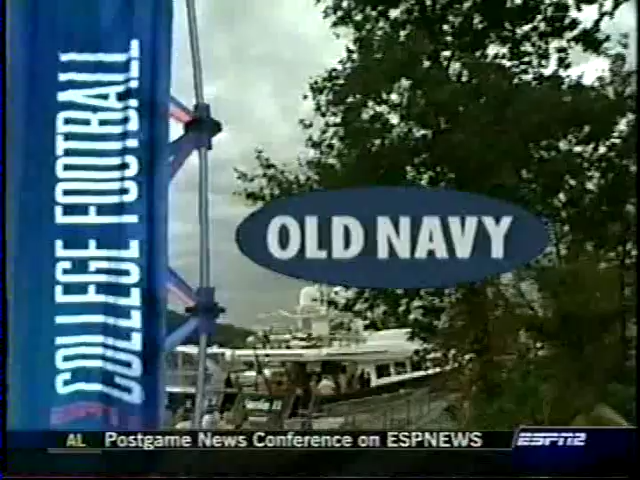 COLLEGE FOOTBALL
OLD NAVY
AL Postgame News Conference on ESPNEWS
ESPN2